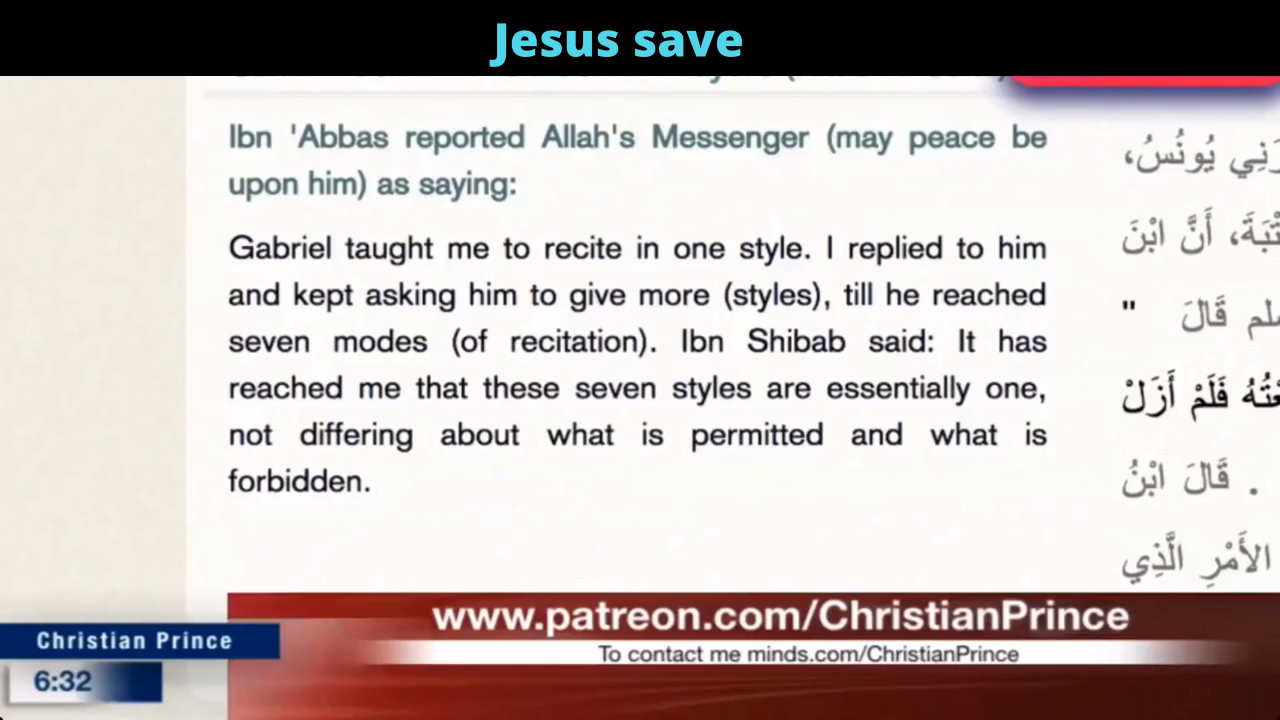 Jesus save
Ibn 'Abbas reported Allah's Messenger (may peace be
upon him) as saying:
Gabriel taught me to recite in one style. I replied to him
and kept asking him to give more (styles), till he reached
seven modes (of recitation). Ibn Shibab said: It has
reached me that these seven styles are essentially one,
not differing about what is permitted and what is
forbidden.
يُونُسُ،
أَنَّ ابْنَ
قَالَ "
فَلَمْ أَزَلْ
. قَالَ ابْنُ
الأَمْرِ الَّذِي
www.patreon.com/ChristianPrince
Christian Prince
To contact me minds.com/ChristianPrince
6:32